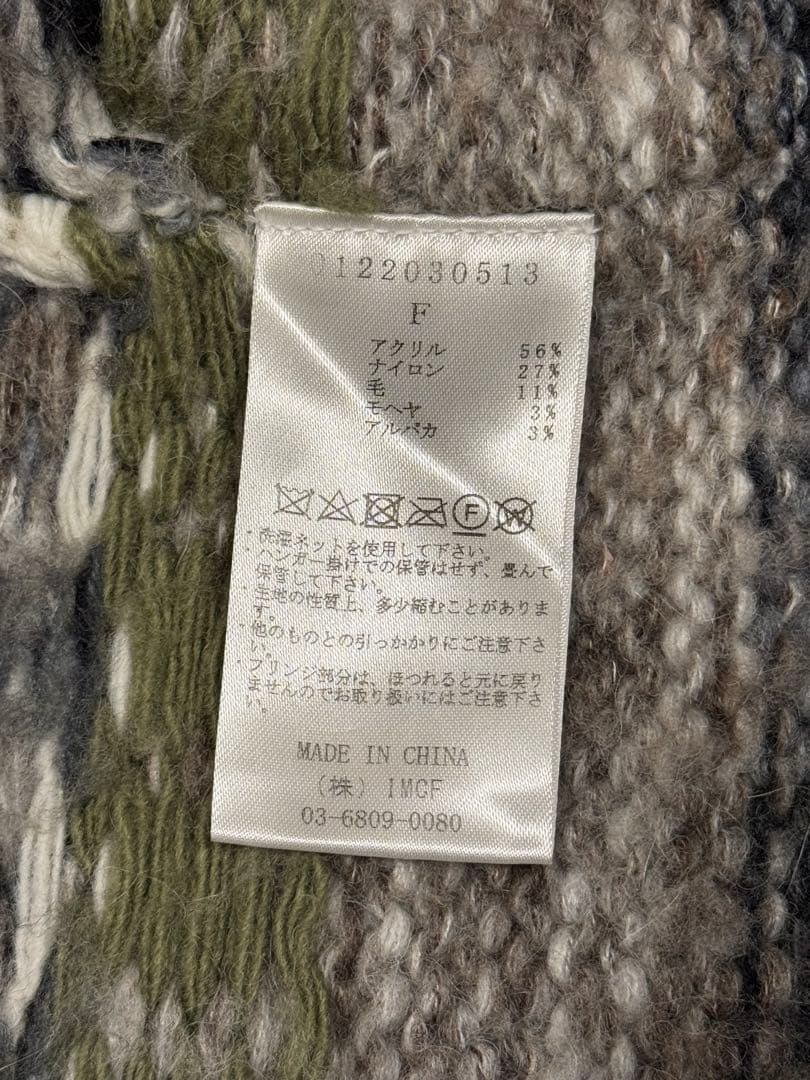 0122030513
F
アクリル 56%
ナイロン 27%
毛 11%
モヘヤ 3%
アルパカ 3%
F W
・洗濯ネットを使用して下さい。
・ハンガー掛けでの保管はせず、畳んで
保管して下さい。
・生地の性質上、多少縮むことがありま
す。
・他のものとの引っかかりにご注意下さ
い。
・フリンジ部分は、ほつれると元に戻り
ませんのでお取り扱いにはご注意下さ
い。
MADE IN CHINA
(株) IMCF
03-6809-0080